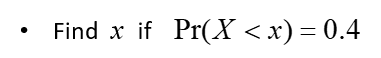 • Find x if Pr(X < x) = 0.4